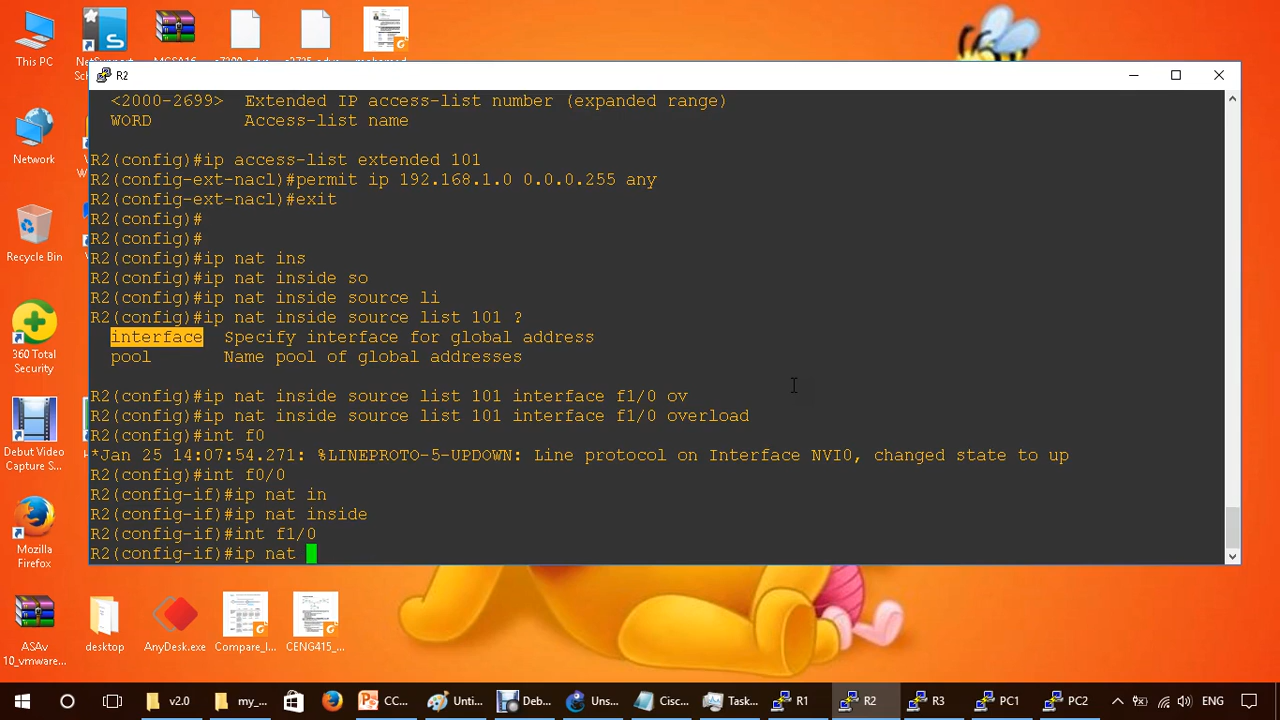 This PC
NetSupport
Sch
MCSA16
c7200.advn
c3725.advn
mohamed
R2
Network
Recycle Bin
360 Total
Security
Debut Video
Capture S...
Mozilla
Firefox
ASAv
10_vmware...
desktop
AnyDesk.exe
Compare_I...
CENG415_...
<2000-2699>  Extended IP access-list number (expanded range)
WORD         Access-list name
R2(config)#ip access-list extended 101
R2(config-ext-nacl)#permit ip 192.168.1.0 0.0.0.255 any
R2(config-ext-nacl)#exit
R2(config)#
R2(config)#
R2(config)#ip nat ins
R2(config)#ip nat inside so
R2(config)#ip nat inside source li
R2(config)#ip nat inside source list 101 ?
interface  Specify interface for global address
pool       Name pool of global addresses
R2(config)#ip nat inside source list 101 interface f1/0 ov
R2(config)#ip nat inside source list 101 interface f1/0 overload
R2(config)#int f0
*Jan 25 14:07:54.271: %LINEPROTO-5-UPDOWN: Line protocol on Interface NVI0, changed state to up
R2(config)#int f0/0
R2(config-if)#ip nat in
R2(config-if)#ip nat inside
R2(config-if)#int f1/0
R2(config-if)#ip nat
v2.0
my_...
CC...
Unti...
Deb...
Uns...
Cisc...
Task...
R1
R2
R3
PC1
PC2
ENG